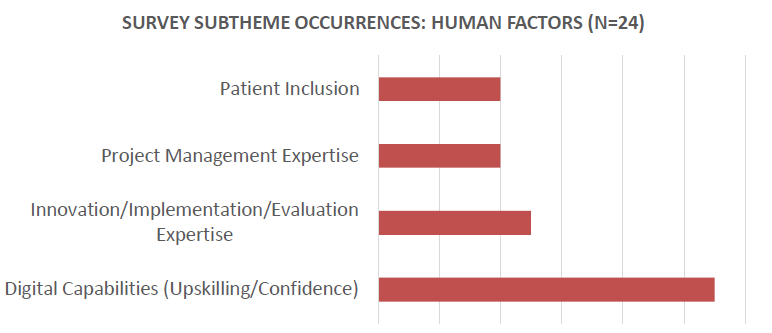 SURVEY SUBTHEME OCCURRENCES: HUMAN FACTORS (N=24)
Patient Inclusion
Project Management Expertise
Innovation/Implementation/Evaluation
Expertise
Digital Capabilities (Upskilling/Confidence)